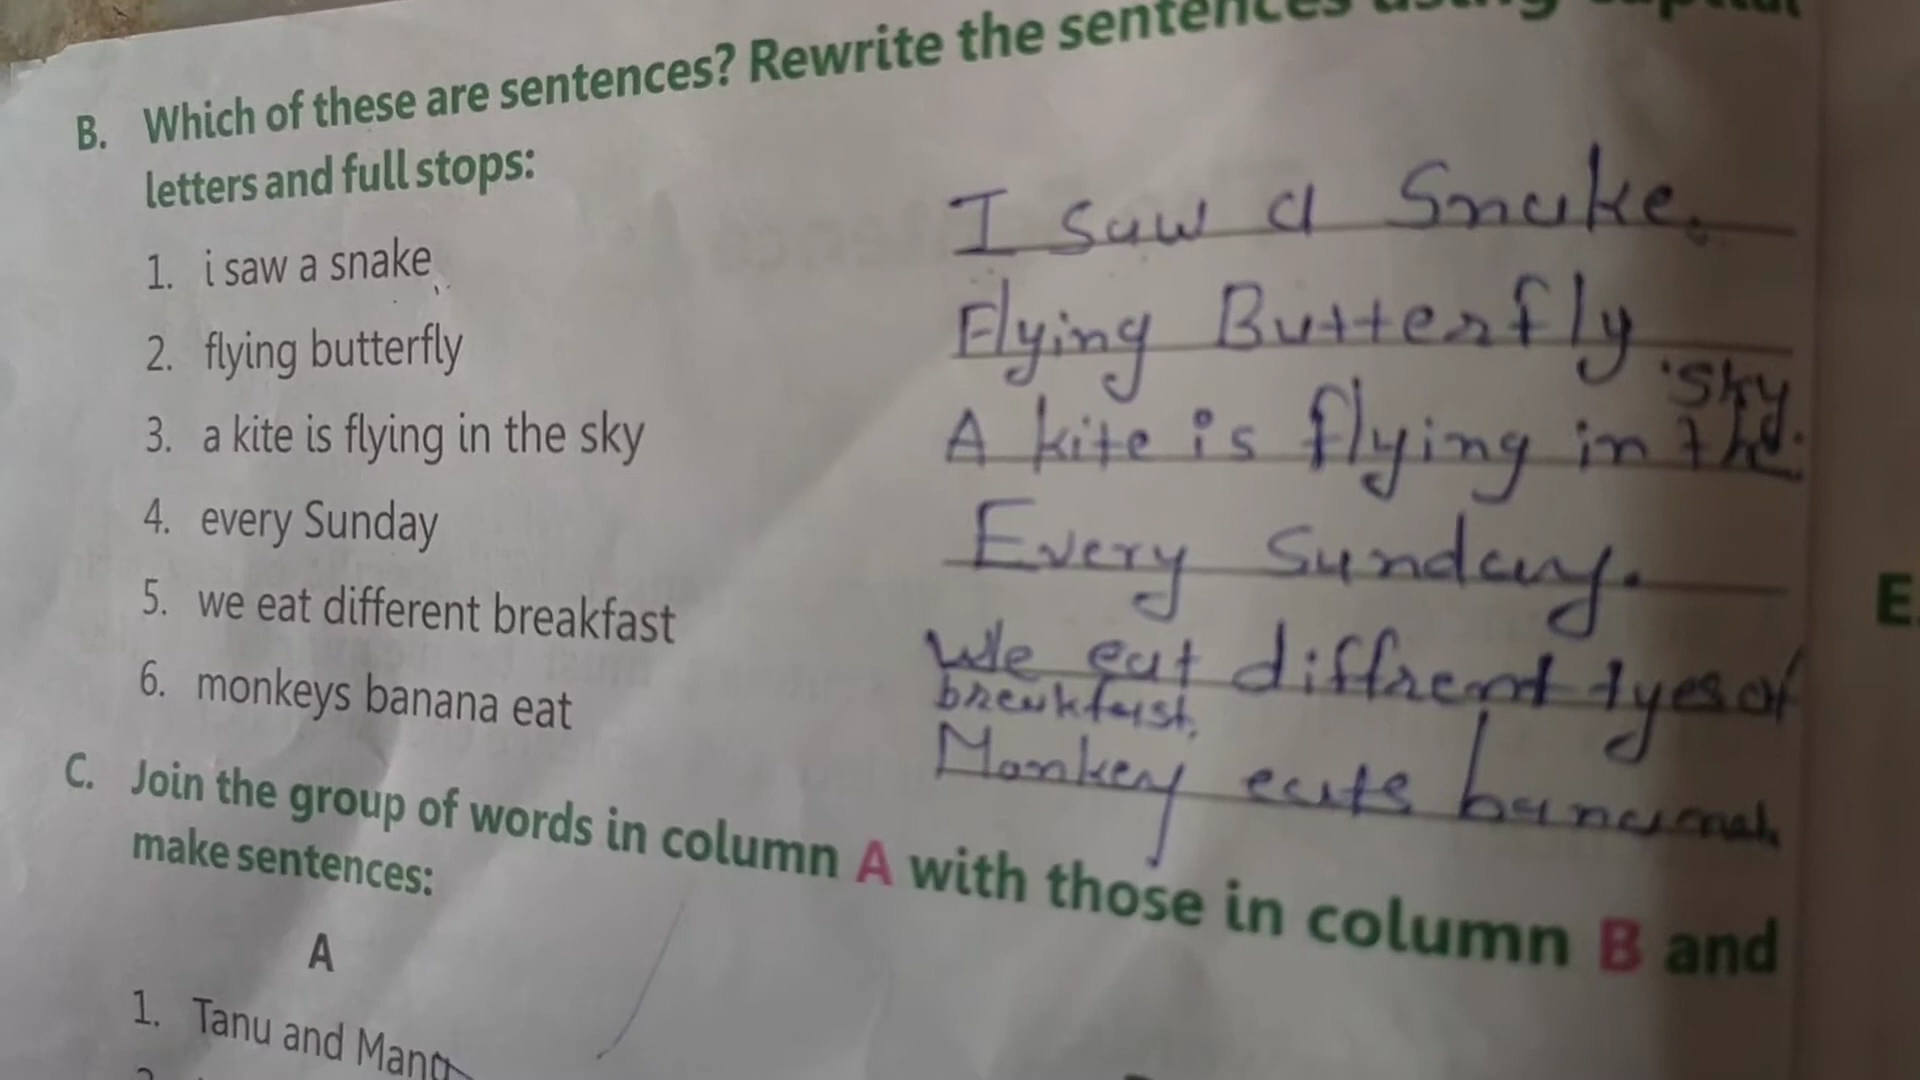 B. Which of these are sentences? Rewrite the sentences using capital
letters and full stops:
1. i saw a snake
I saw a Snake.
2. flying butterfly
Flying Butterfly
3. a kite is flying in the sky
A kite is flying in the
sky.
4. every Sunday
Every Sunday.
5. we eat different breakfast
We eat diffrent tyes of
breakfast.
6. monkeys banana eat
Monkey eats
C. Join the group of words in column A with those in column B and
make sentences:
A
1. Tanu and
E.